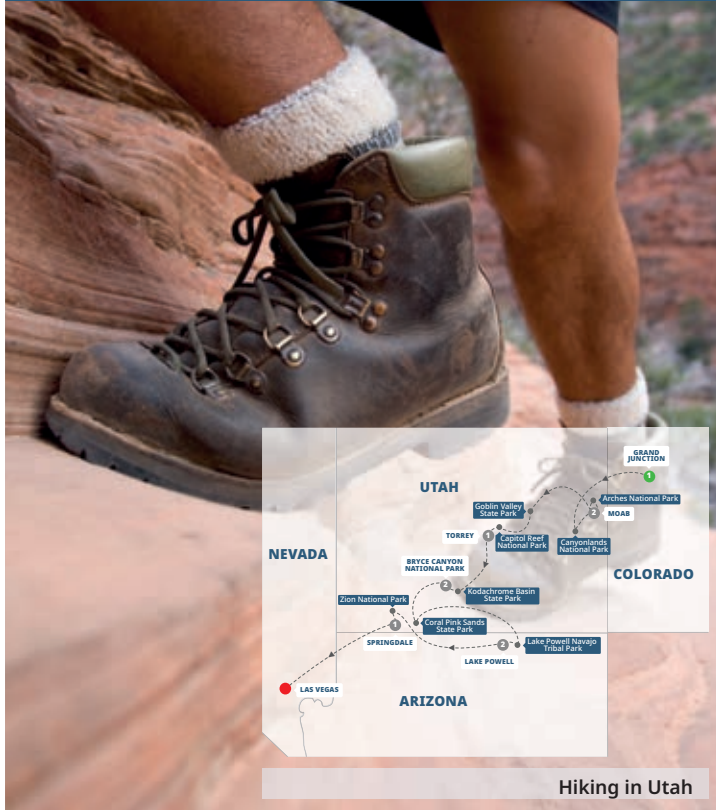 GRAND
JUNCTION
1
UTAH
Arches National Park
Goblin Valley
State Park
2
MOAB
TORREY
1
Capitol Reef
National Park
Canyonlands
National Park
NEVADA
BRYCE CANYON
NATIONAL PARK
COLORADO
2
Kodachrome Basin
State Park
Zion National Park
1
Coral Pink Sands
State Park
SPRINGDALE
2
Lake Powell Navajo
Tribal Park
LAKE POWELL
LAS VEGAS
ARIZONA
Hiking in Utah